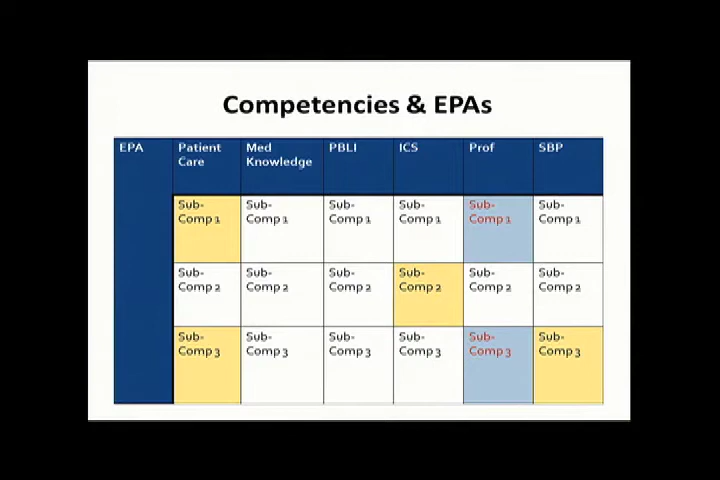 Competencies & EPAs
EPA Patient Med PBLI ICS Prof SBP
Care Knowledge
Sub- Sub- Sub- Sub- Sub- Sub-
Comp 1 Comp 1 Comp 1 Comp 1 Comp 1 Comp 1
Sub- Sub- Sub- Sub- Sub- Sub-
Comp 2 Comp 2 Comp 2 Comp 2 Comp 2 Comp 2
Sub- Sub- Sub- Sub- Sub- Sub-
Comp 3 Comp 3 Comp 3 Comp 3 Comp 3 Comp 3